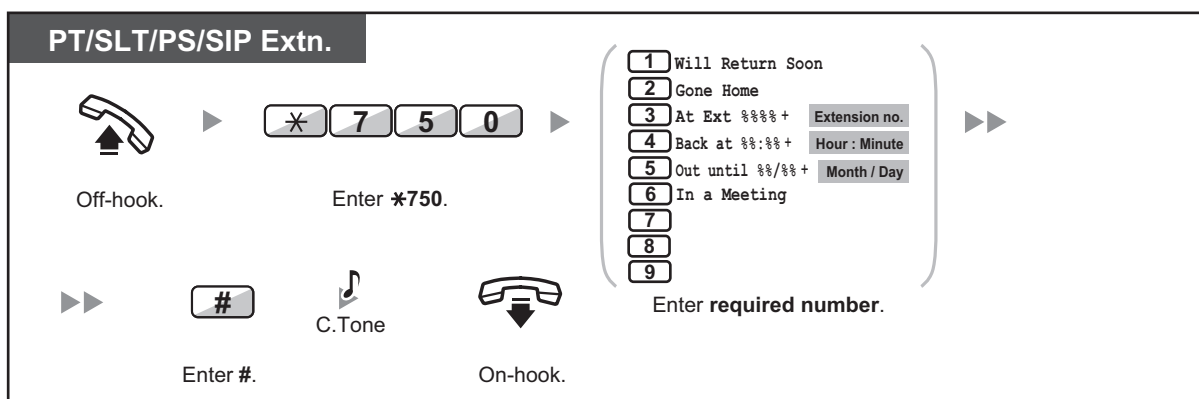 PT/SLT/PS/SIP Extn.
1 Will Return Soon
2 Gone Home
3 At Ext %%%% + Extension no.
4 Back at %%:%% + Hour : Minute
5 Out until %%/%% + Month / Day
6 In a Meeting
7
8
9
* 7 5 0
Off-hook.
Enter *750.
Enter required number.
#
C.Tone
Enter #.
On-hook.